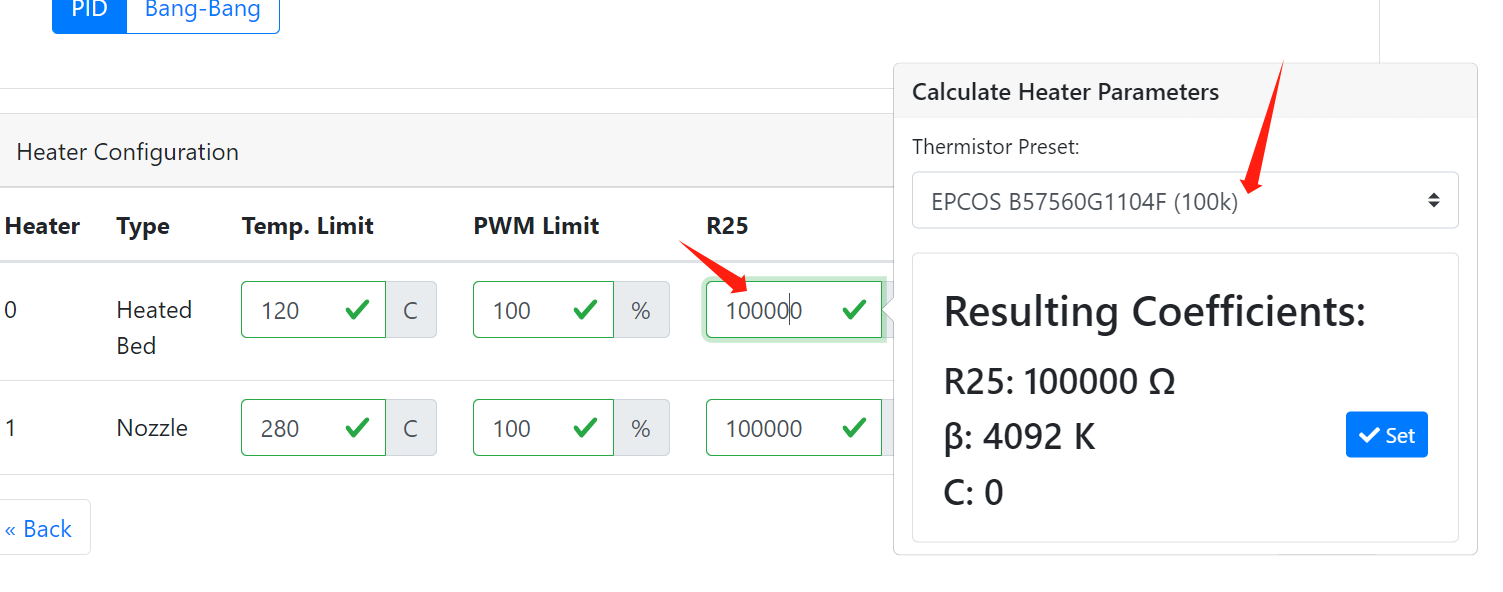 PID Bang-Bang
Calculate Heater Parameters
Thermistor Preset:
EPCOS B57560G1104F (100k)
Heater Configuration
Heater Type Temp. Limit PWM Limit R25
0 Heated Bed 120 C 100 % 100000
1 Nozzle 280 C 100 % 100000
Resulting Coefficients:
R25: 100000 Ω
β: 4092 K
C: 0
Set
« Back